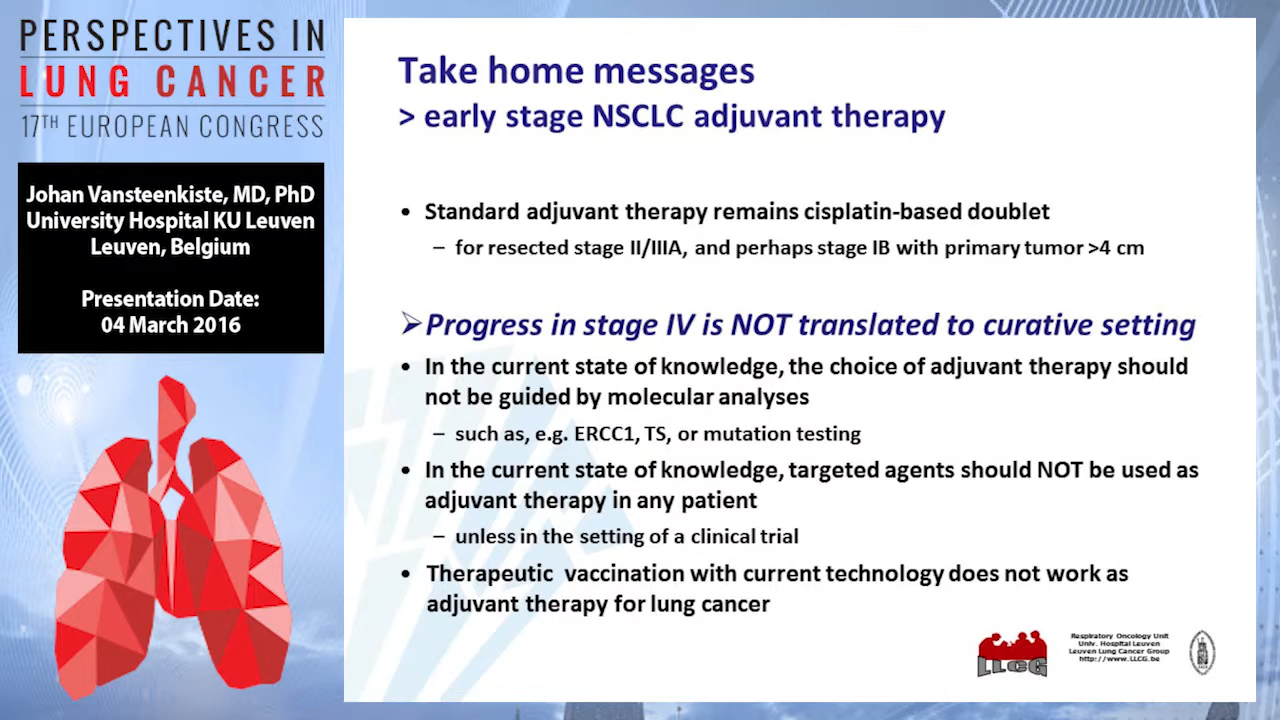 PERSPECTIVES IN
LUNG CANCER
17TH EUROPEAN CONGRESS
Johan Vansteenkiste, MD, PhD
University Hospital KU Leuven
Leuven, Belgium
Presentation Date:
04 March 2016
Take home messages
> early stage NSCLC adjuvant therapy
• Standard adjuvant therapy remains cisplatin-based doublet
– for resected stage II/IIIA, and perhaps stage IB with primary tumor >4 cm
➢Progress in stage IV is NOT translated to curative setting
• In the current state of knowledge, the choice of adjuvant therapy should
not be guided by molecular analyses
– such as, e.g. ERCC1, TS, or mutation testing
• In the current state of knowledge, targeted agents should NOT be used as
adjuvant therapy in any patient
– unless in the setting of a clinical trial
• Therapeutic vaccination with current technology does not work as
adjuvant therapy for lung cancer
LLCG
Respiratory Oncology Unit
Univ. Hospital Leuven
Leuven Lung Cancer Group
http://www.LLCG.be